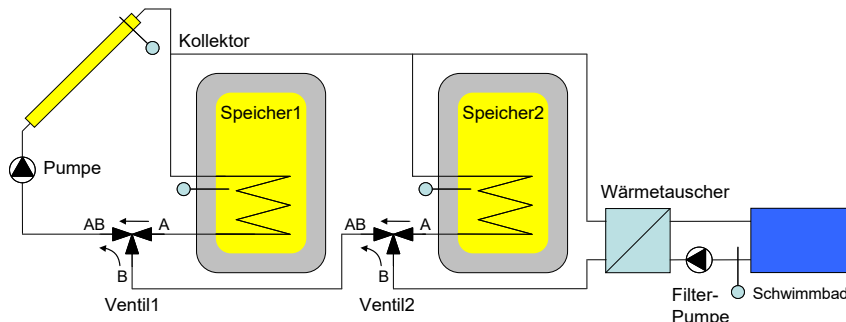 Kollektor
Speicher1
Speicher2
Pumpe
Wärmetauscher
AB
A
B
AB
A
B
Ventil1
Ventil2
Filter-
Pumpe
Schwimmbad